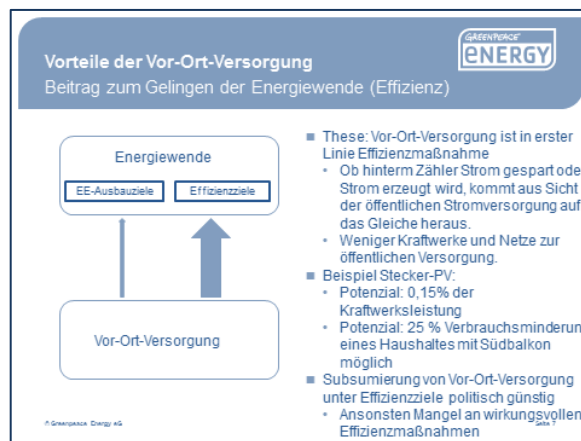 Vorteile der Vor-Ort-Versorgung
Beitrag zum Gelingen der Energiewende (Effizienz)
GREENPEACE
eNERGY
Energiewende
EE-Ausbauziele
Effizienzziele
Vor-Ort-Versorgung
These: Vor-Ort-Versorgung ist in erster
Linie Effizienzmaßnahme
Ob hinterm Zähler Strom gespart ode
Strom erzeugt wird, kommt aus Sicht
der öffentlichen Stromversorgung auf
das Gleiche heraus.
Weniger Kraftwerke und Netze zur
öffentlichen Versorgung.
Beispiel Stecker-PV:
Potenzial: 0,15% der
Kraftwerksleistung
Potenzial: 25 % Verbrauchsminderun
eines Haushaltes mit Südbalkon
möglich
Subsumierung von Vor-Ort-Versorgung
unter Effizienzziele politisch günstig
Ansonsten Mangel an wirkungsvollen
Effizienzmaßnahmen
Greenpeace Energy eG
Seite 7